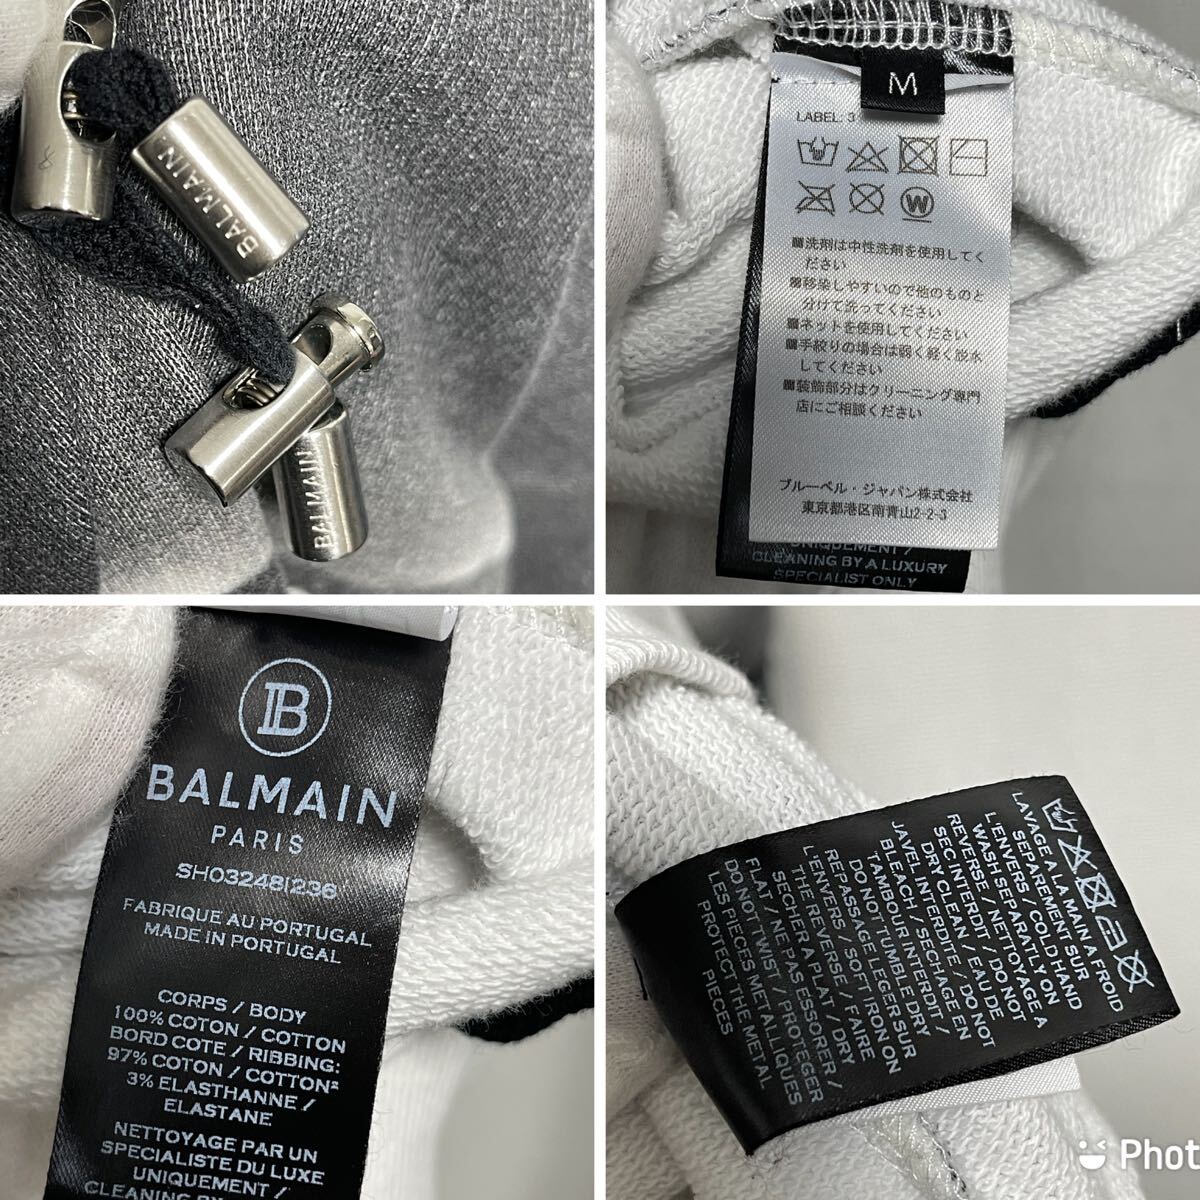 BALMAIN
BALMAIN
M
LABEL: 3
W
■洗剤は中性洗剤を使用してく
ださい
■移染しやすいので他のものと
分けて洗ってください
■ネットを使用してください
■手絞りの場合は弱く軽く脱水
してください
■装飾部分はクリーニング専門
店にご相談ください
ブルーベル・ジャパン株式会社
東京都港区南青山2-2-3
UNIQUEMENT /
CLEANING BY A LUXURY
SPECIALIST ONLY
B
BALMAIN
PARIS
SH03248I236
FABRIQUE AU PORTUGAL
MADE IN PORTUGAL
CORPS / BODY
100% COTON / COTTON
BORD COTE / RIBBING:
97% COTON / COTTON²
3% ELASTHANNE /
ELASTANE
NETTOYAGE PAR UN
SPECIALISTE DU LUXE
UNIQUEMENT /
CLEANING BY
LAVAGE A LA MAIN A FROID
SEPAREMENT SUR
L'ENVERS / COLD HAND
WASH SEPARATELY ON
REVERSE / NETTOYAGE A
SEC INTERDIT / DO NOT
DRY CLEAN / EAU DE
JAVEL INTERDITE / DO NOT
BLEACH / SECHAGE EN
TAMBOUR INTERDIT /
DO NOT TUMBLE DRY
REPASSAGE LEGER SUR
L'ENVERS / SOFT IRON ON
THE REVERSE / FAIRE
SECHER A PLAT / DRY
FLAT / NE PAS ESSORER /
DO NOT TWIST / PROTEGER
LES PIECES METALLIQUES
PROTECT THE METAL
PIECES
Phot